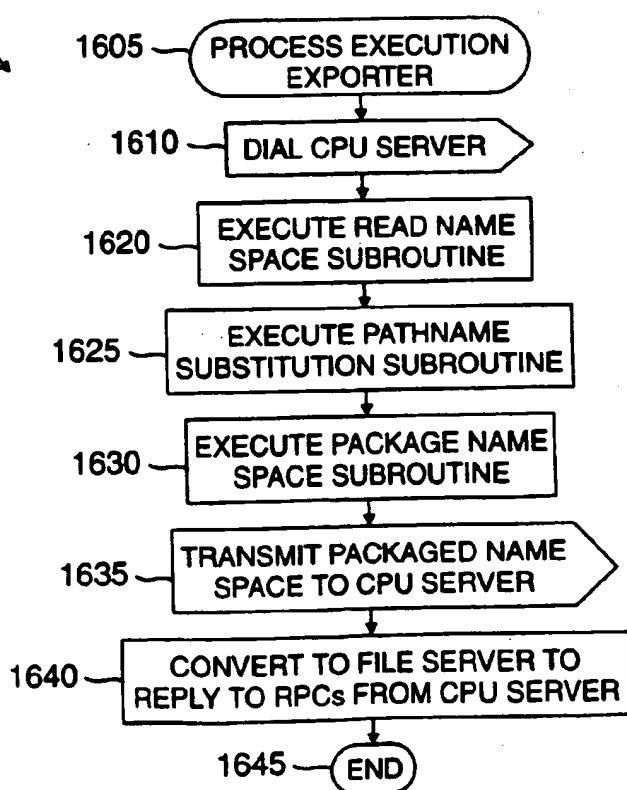 1605 PROCESS EXECUTION
EXPORTER
1610 DIAL CPU SERVER
1620 EXECUTE READ NAME
SPACE SUBROUTINE
1625 EXECUTE PATHNAME
SUBSTITUTION SUBROUTINE
1630 EXECUTE PACKAGE NAME
SPACE SUBROUTINE
1635 TRANSMIT PACKAGED NAME
SPACE TO CPU SERVER
1640 CONVERT TO FILE SERVER TO
REPLY TO RPCs FROM CPU SERVER
1645 END